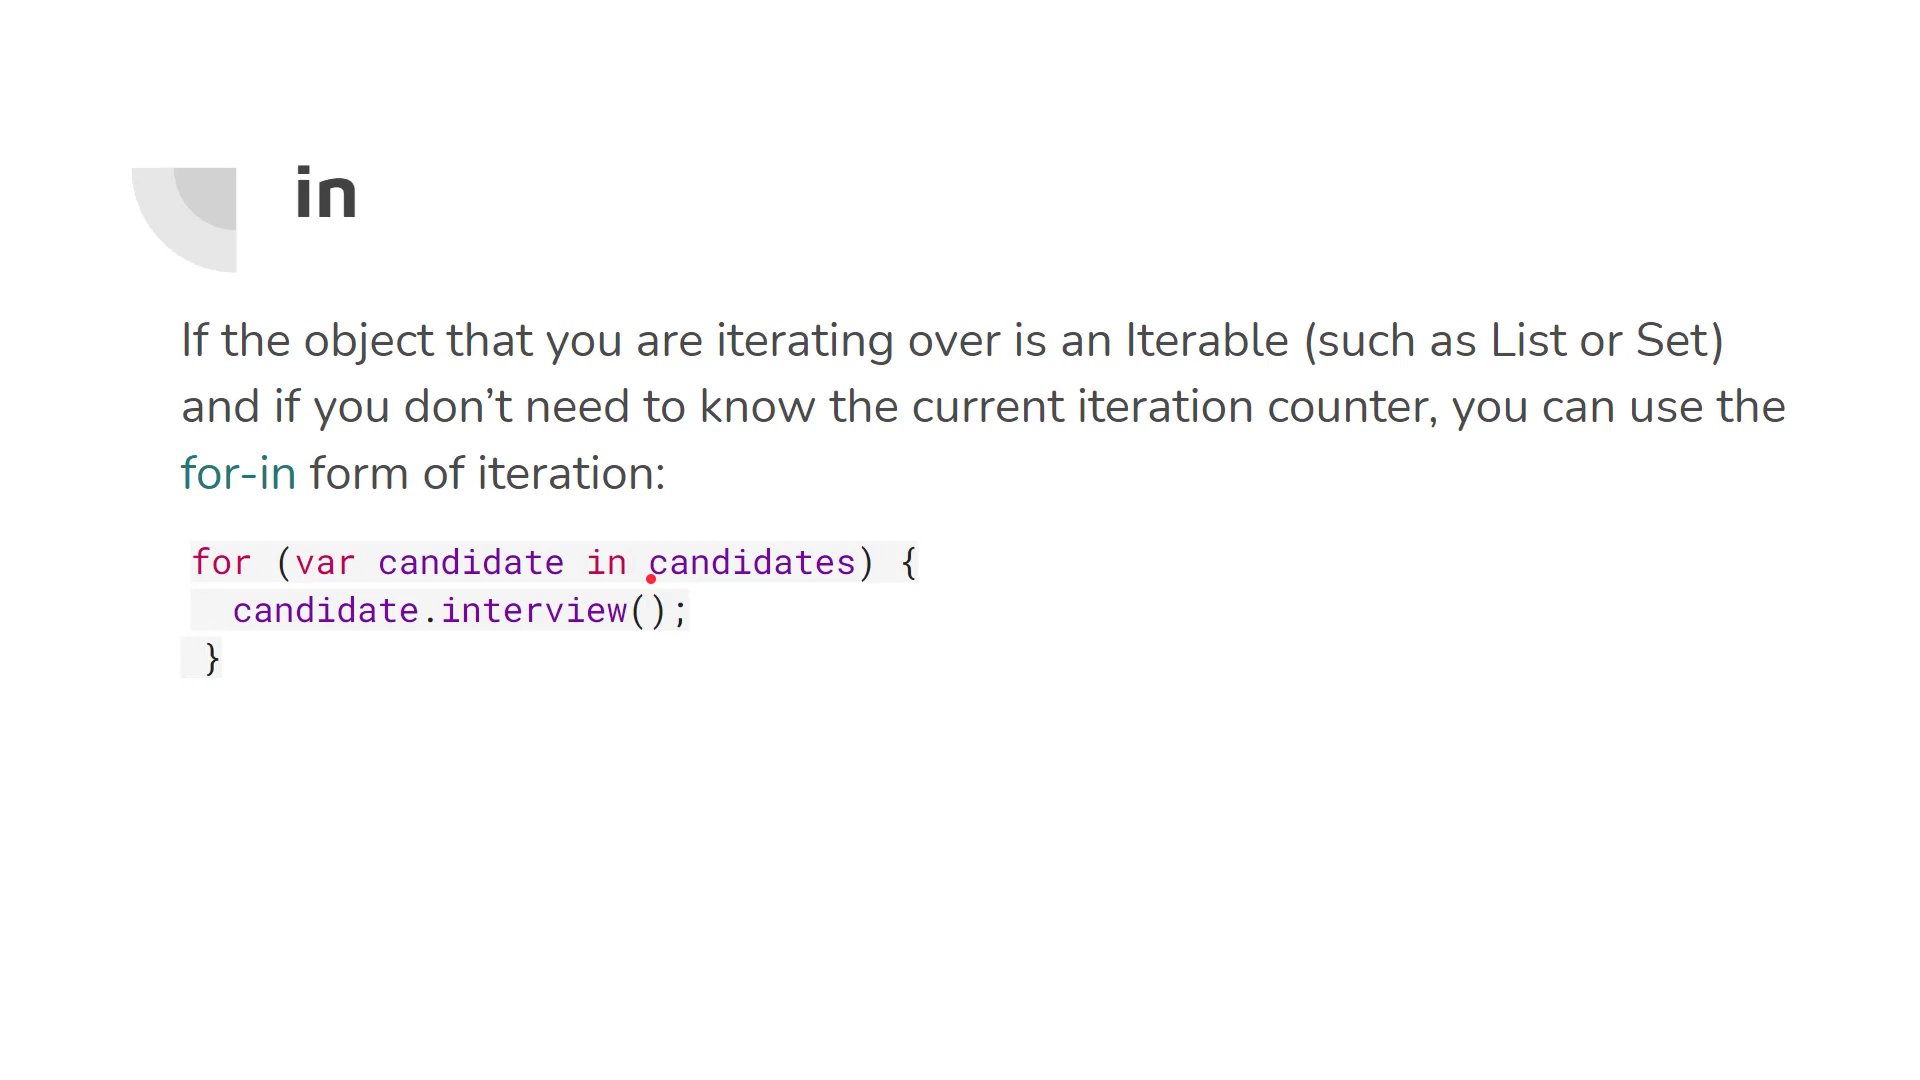 in
If the object that you are iterating over is an Iterable (such as List or Set)
and if you don’t need to know the current iteration counter, you can use the
for-in form of iteration:
for (var candidate in candidates) {
  candidate.interview();
}